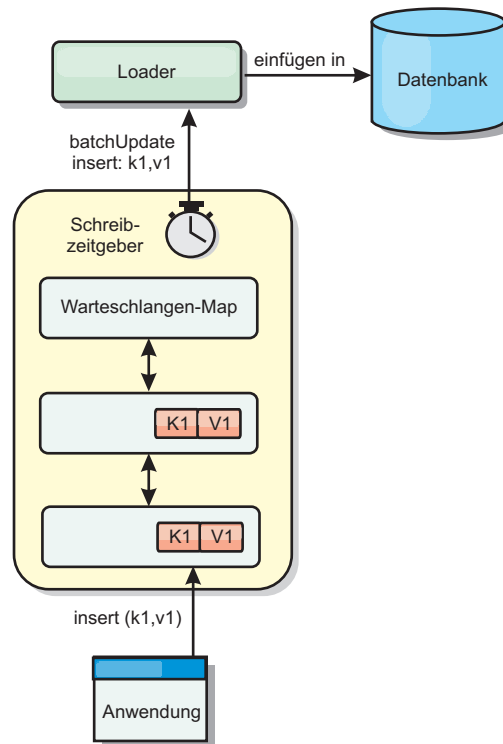 Loader
einfügen in
Datenbank
batchUpdate
insert: k1,v1
Schreib-
zeitgeber
Warteschlangen-Map
K1 V1
K1 V1
insert (k1,v1)
Anwendung